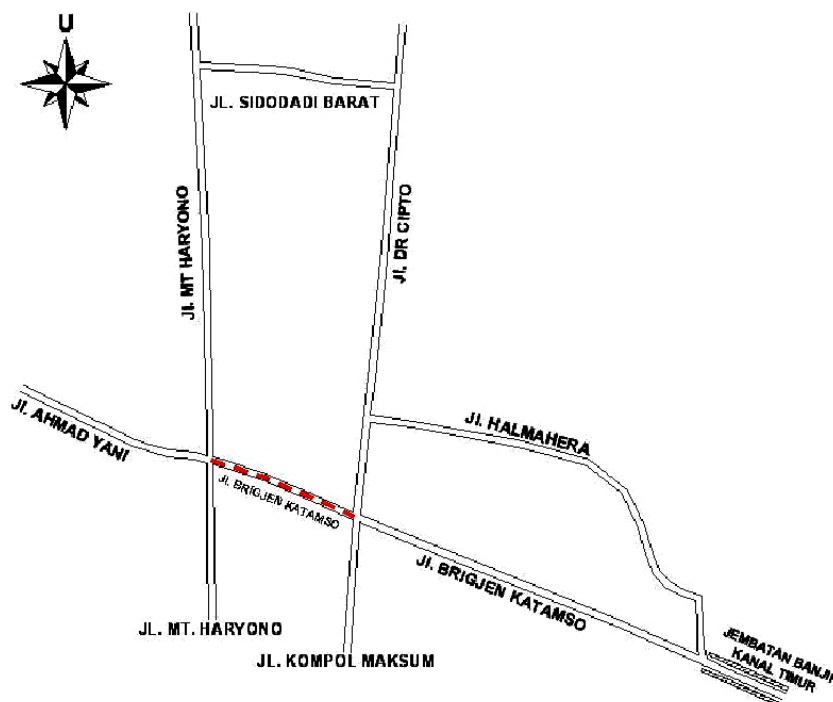 U
JL. SIDODADI BARAT
Jl. MT HARYONO
Jl. DR CIPTO
Jl. AHMAD YANI
Jl. HALMAHERA
Jl. BRIGJEN KATAMSO
Jl. BRIGJEN KATAMSO
JL. MT. HARYONO
JL. KOMPOL MAKSUM
JEMBATAN BANJIR
KANAL TIMUR